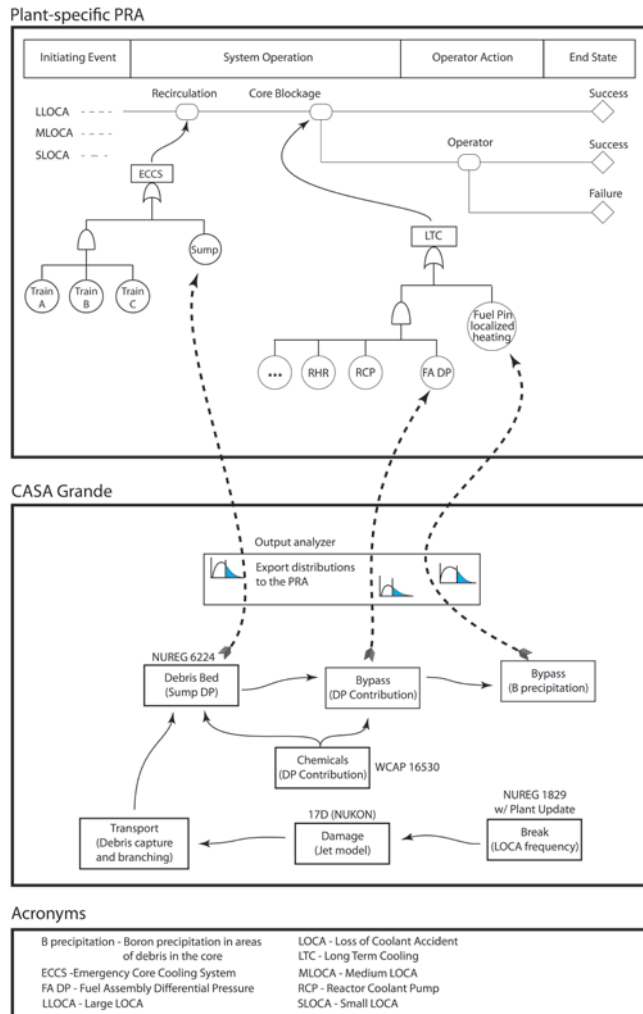 Plant-specific PRA
Initiating Event
System Operation
Operator Action
End State
Recirculation
Core Blockage
Success
LLOCA
MLOCA
SLOCA
Operator
Success
Failure
ECCS
Sump
LTC
Train
A
Train
B
Train
C
Fuel Pin
localized
heating
...
RHR
RCP
FA DP
CASA Grande
Output analyzer
Export distributions
to the PRA
NUREG 6224
Debris Bed
(Sump DP)
Bypass
(DP Contribution)
Bypass
(B precipitation)
Chemicals
(DP Contribution)
WCAP 16530
NUREG 1829
w/ Plant Update
17D (NUKON)
Transport
(Debris capture
and branching)
Damage
(Jet model)
Break
(LOCA frequency)
Acronyms
B precipitation - Boron precipitation in areas
of debris in the core
ECCS -Emergency Core Cooling System
FA DP - Fuel Assembly Differential Pressure
LLOCA - Large LOCA
LOCA - Loss of Coolant Accident
LTC - Long Term Cooling
MLOCA - Medium LOCA
RCP - Reactor Coolant Pump
SLOCA - Small LOCA